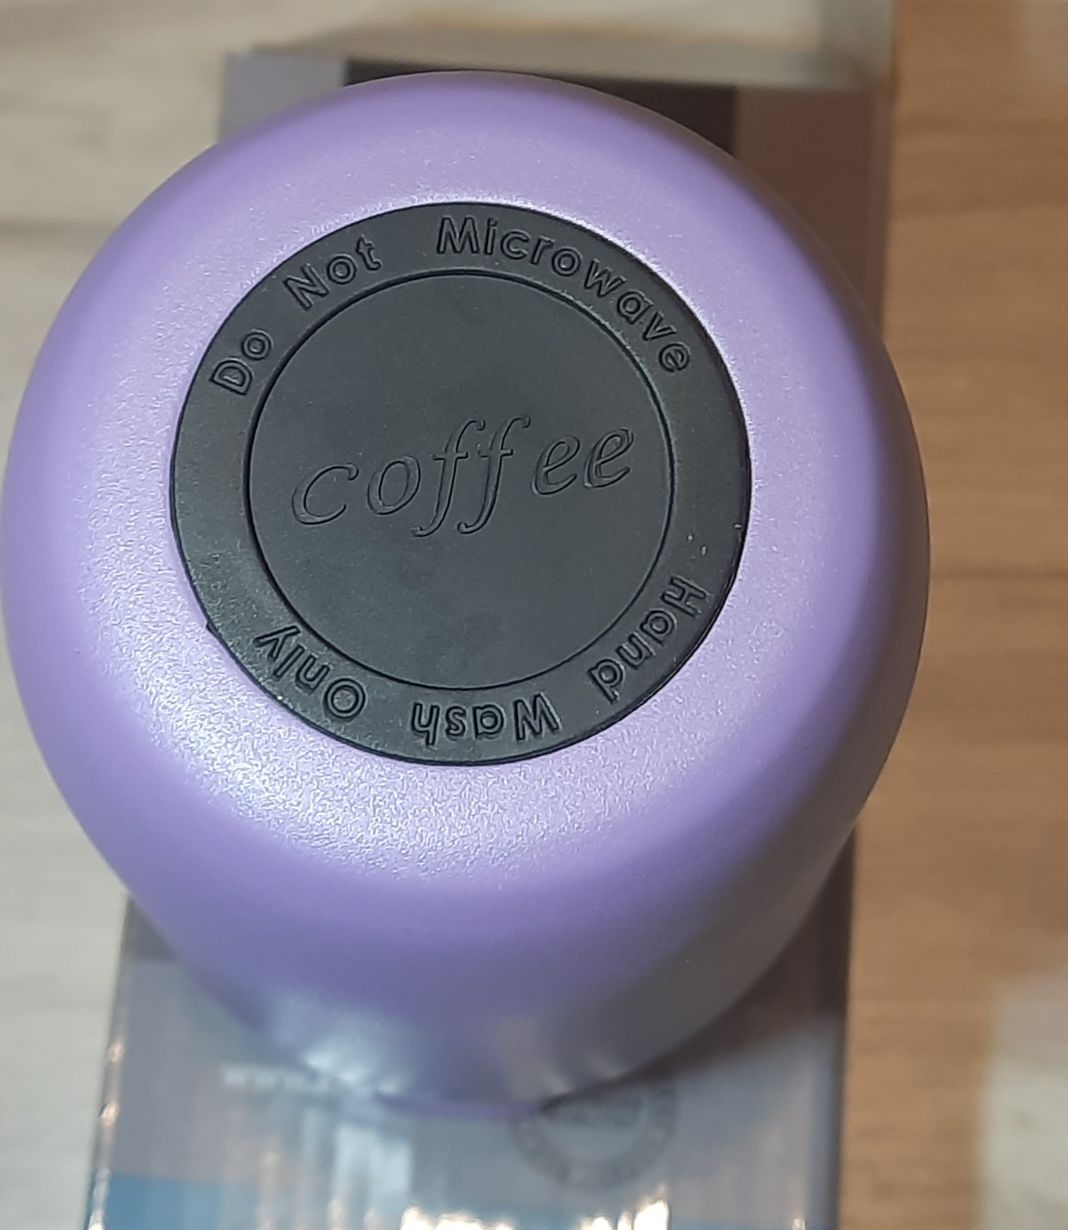 Do Not Microwave
coffee
Hand Wash Only